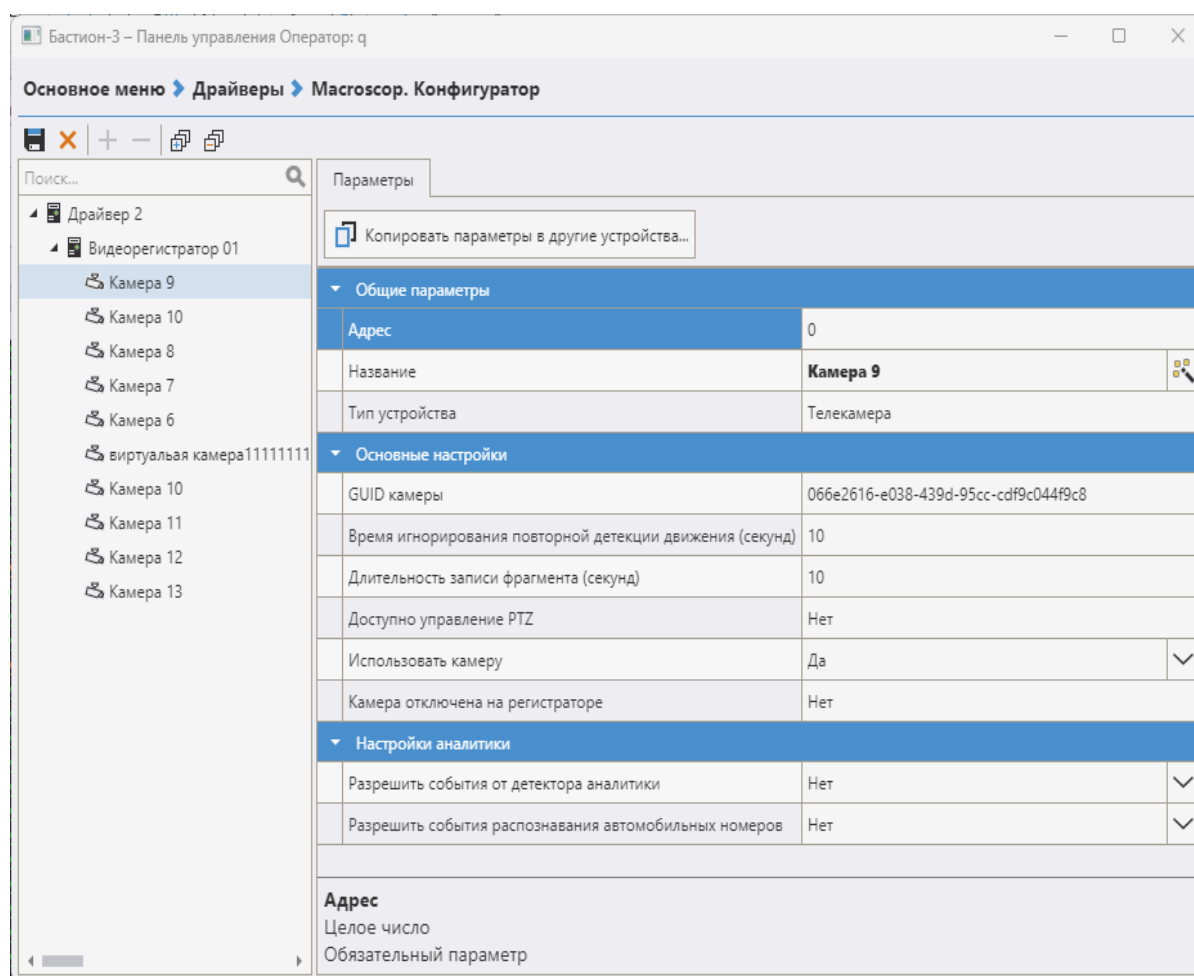 Бастион-3 – Панель управления Оператор: q
Основное меню Драйверы Macroscop. Конфигуратор
Поиск...
Драйвер 2
Видеорегистратор 01
Камера 9
Камера 10
Камера 8
Камера 7
Камера 6
виртуалья камера11111111
Камера 10
Камера 11
Камера 12
Камера 13
Параметры
Копировать параметры в другие устройства...
Общие параметры
Адрес 0
Название Камера 9
Тип устройства Телекамера
Основные настройки
GUID камеры 066e2616-e038-439d-95cc-cdf9c044f9c8
Время игнорирования повторной детекции движения (секунд) 10
Длительность записи фрагмента (секунд) 10
Доступно управление PTZ Нет
Использовать камеру Да
Камера отключена на регистраторе Нет
Настройки аналитики
Разрешить события от детектора аналитики Нет
Разрешить события распознавания автомобильных номеров Нет
Адрес
Целое число
Обязательный параметр